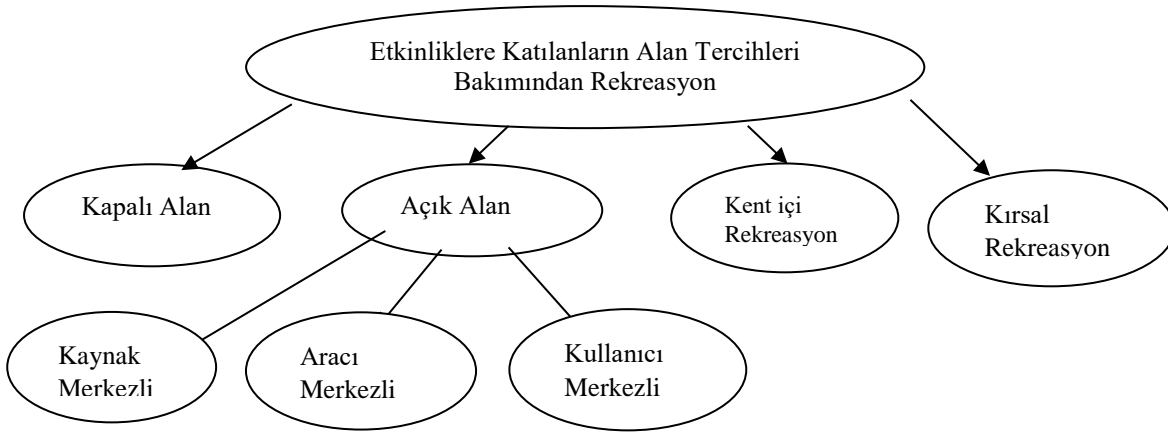 Etkinliklere Katılanların Alan Tercihleri
Bakımından Rekreasyon
Kapalı Alan
Açık Alan
Kent içi
Rekreasyon
Kırsal
Rekreasyon
Kaynak
Merkezli
Aracı
Merkezli
Kullanıcı
Merkezli